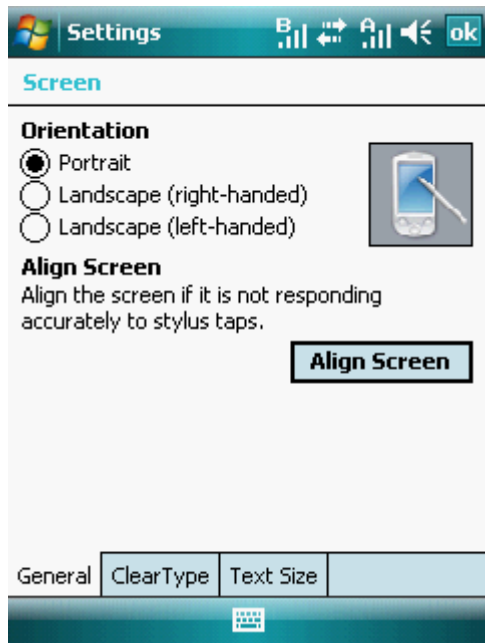 Settings
B
A
ok
Screen
Orientation
Portrait
Landscape (right-handed)
Landscape (left-handed)
Align Screen
Align the screen if it is not responding
accurately to stylus taps.
Align Screen
General ClearType Text Size